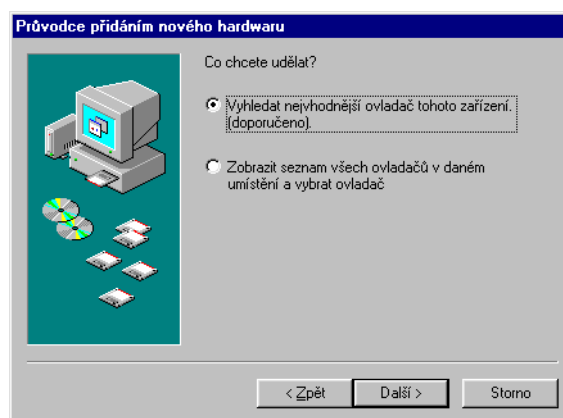 Průvodce přidáním nového hardwaru
Co chcete udělat?
Vyhledat nejvhodnější ovladač tohoto zařízení.
(doporučeno).
Zobrazit seznam všech ovladačů v daném
umístění a vybrat ovladač
< Zpět
Další >
Storno